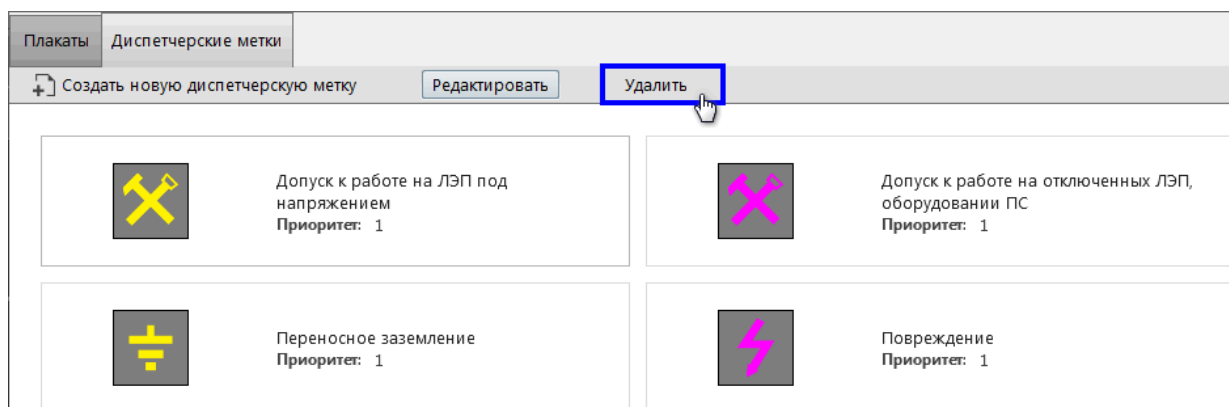 Плакаты
Диспетчерские метки
Создать новую диспетчерскую метку
Редактировать
Удалить
Допуск к работе на ЛЭП под
напряжением
Приоритет: 1
Допуск к работе на отключенных ЛЭП,
оборудовании ПС
Приоритет: 1
Переносное заземление
Приоритет: 1
Повреждение
Приоритет: 1